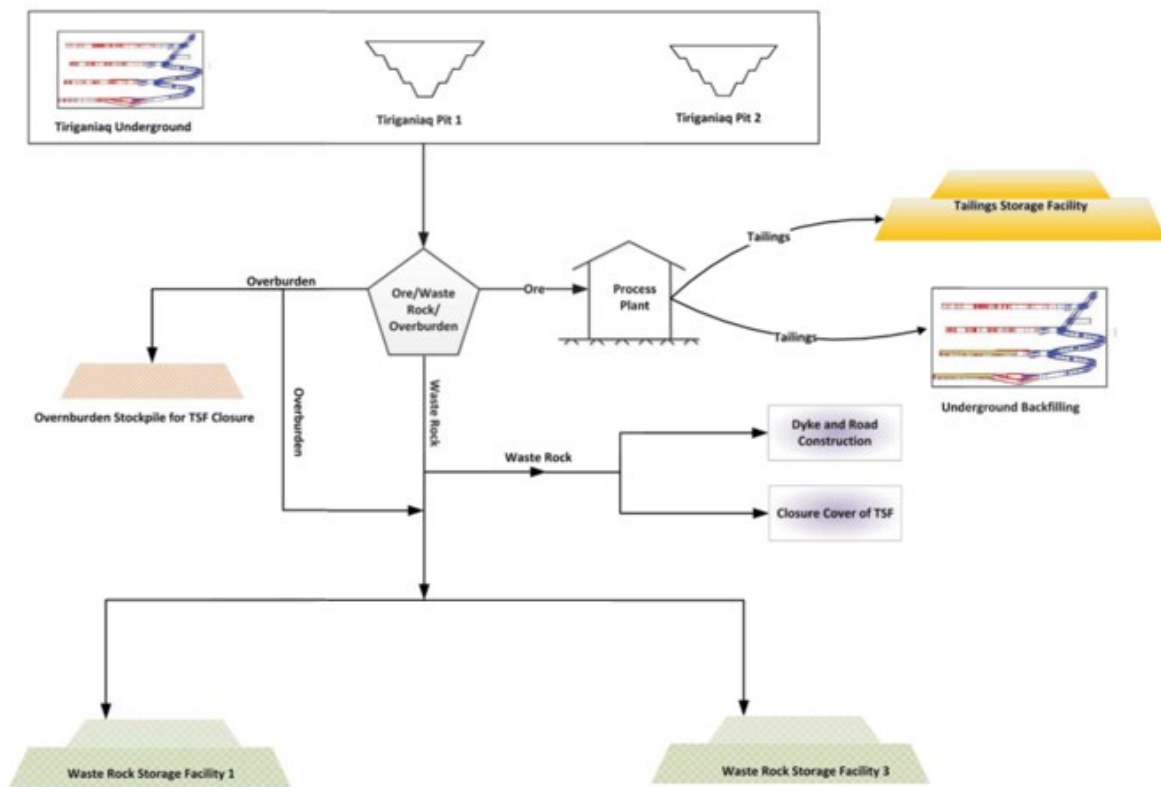 Tiriganiaq Underground
Tiriganiaq Pit 1
Tiriganiaq Pit 2
Tailings Storage Facility
Tailings
Overburden
Ore/Waste
Rock/
Overburden
Ore
Process
Plant
Tailings
Overnburden Stockpile for TSF Closure
Overburden
Waste Rock
Underground Backfilling
Dyke and Road
Construction
Waste Rock
Closure Cover of TSF
Waste Rock Storage Facility 1
Waste Rock Storage Facility 3